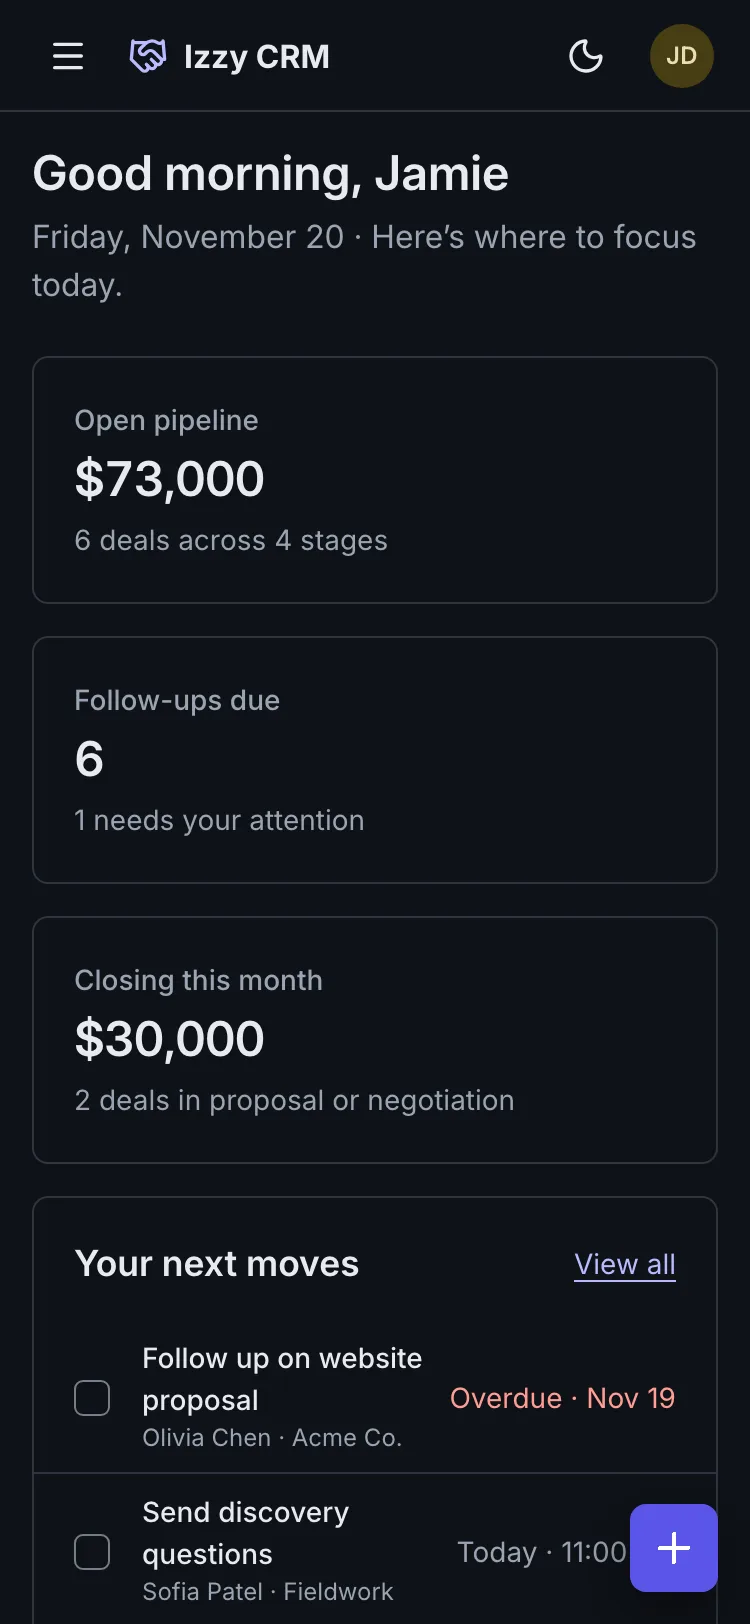 Izzy CRM
JD
Good morning, Jamie
Friday, November 20 · Here’s where to focus
today.
Open pipeline
$73,000
6 deals across 4 stages
Follow-ups due
6
1 needs your attention
Closing this month
$30,000
2 deals in proposal or negotiation
Your next moves
View all
Follow up on website
proposal
Olivia Chen · Acme Co.
Overdue · Nov 19
Send discovery
questions
Sofia Patel · Fieldwork
Today · 11:00